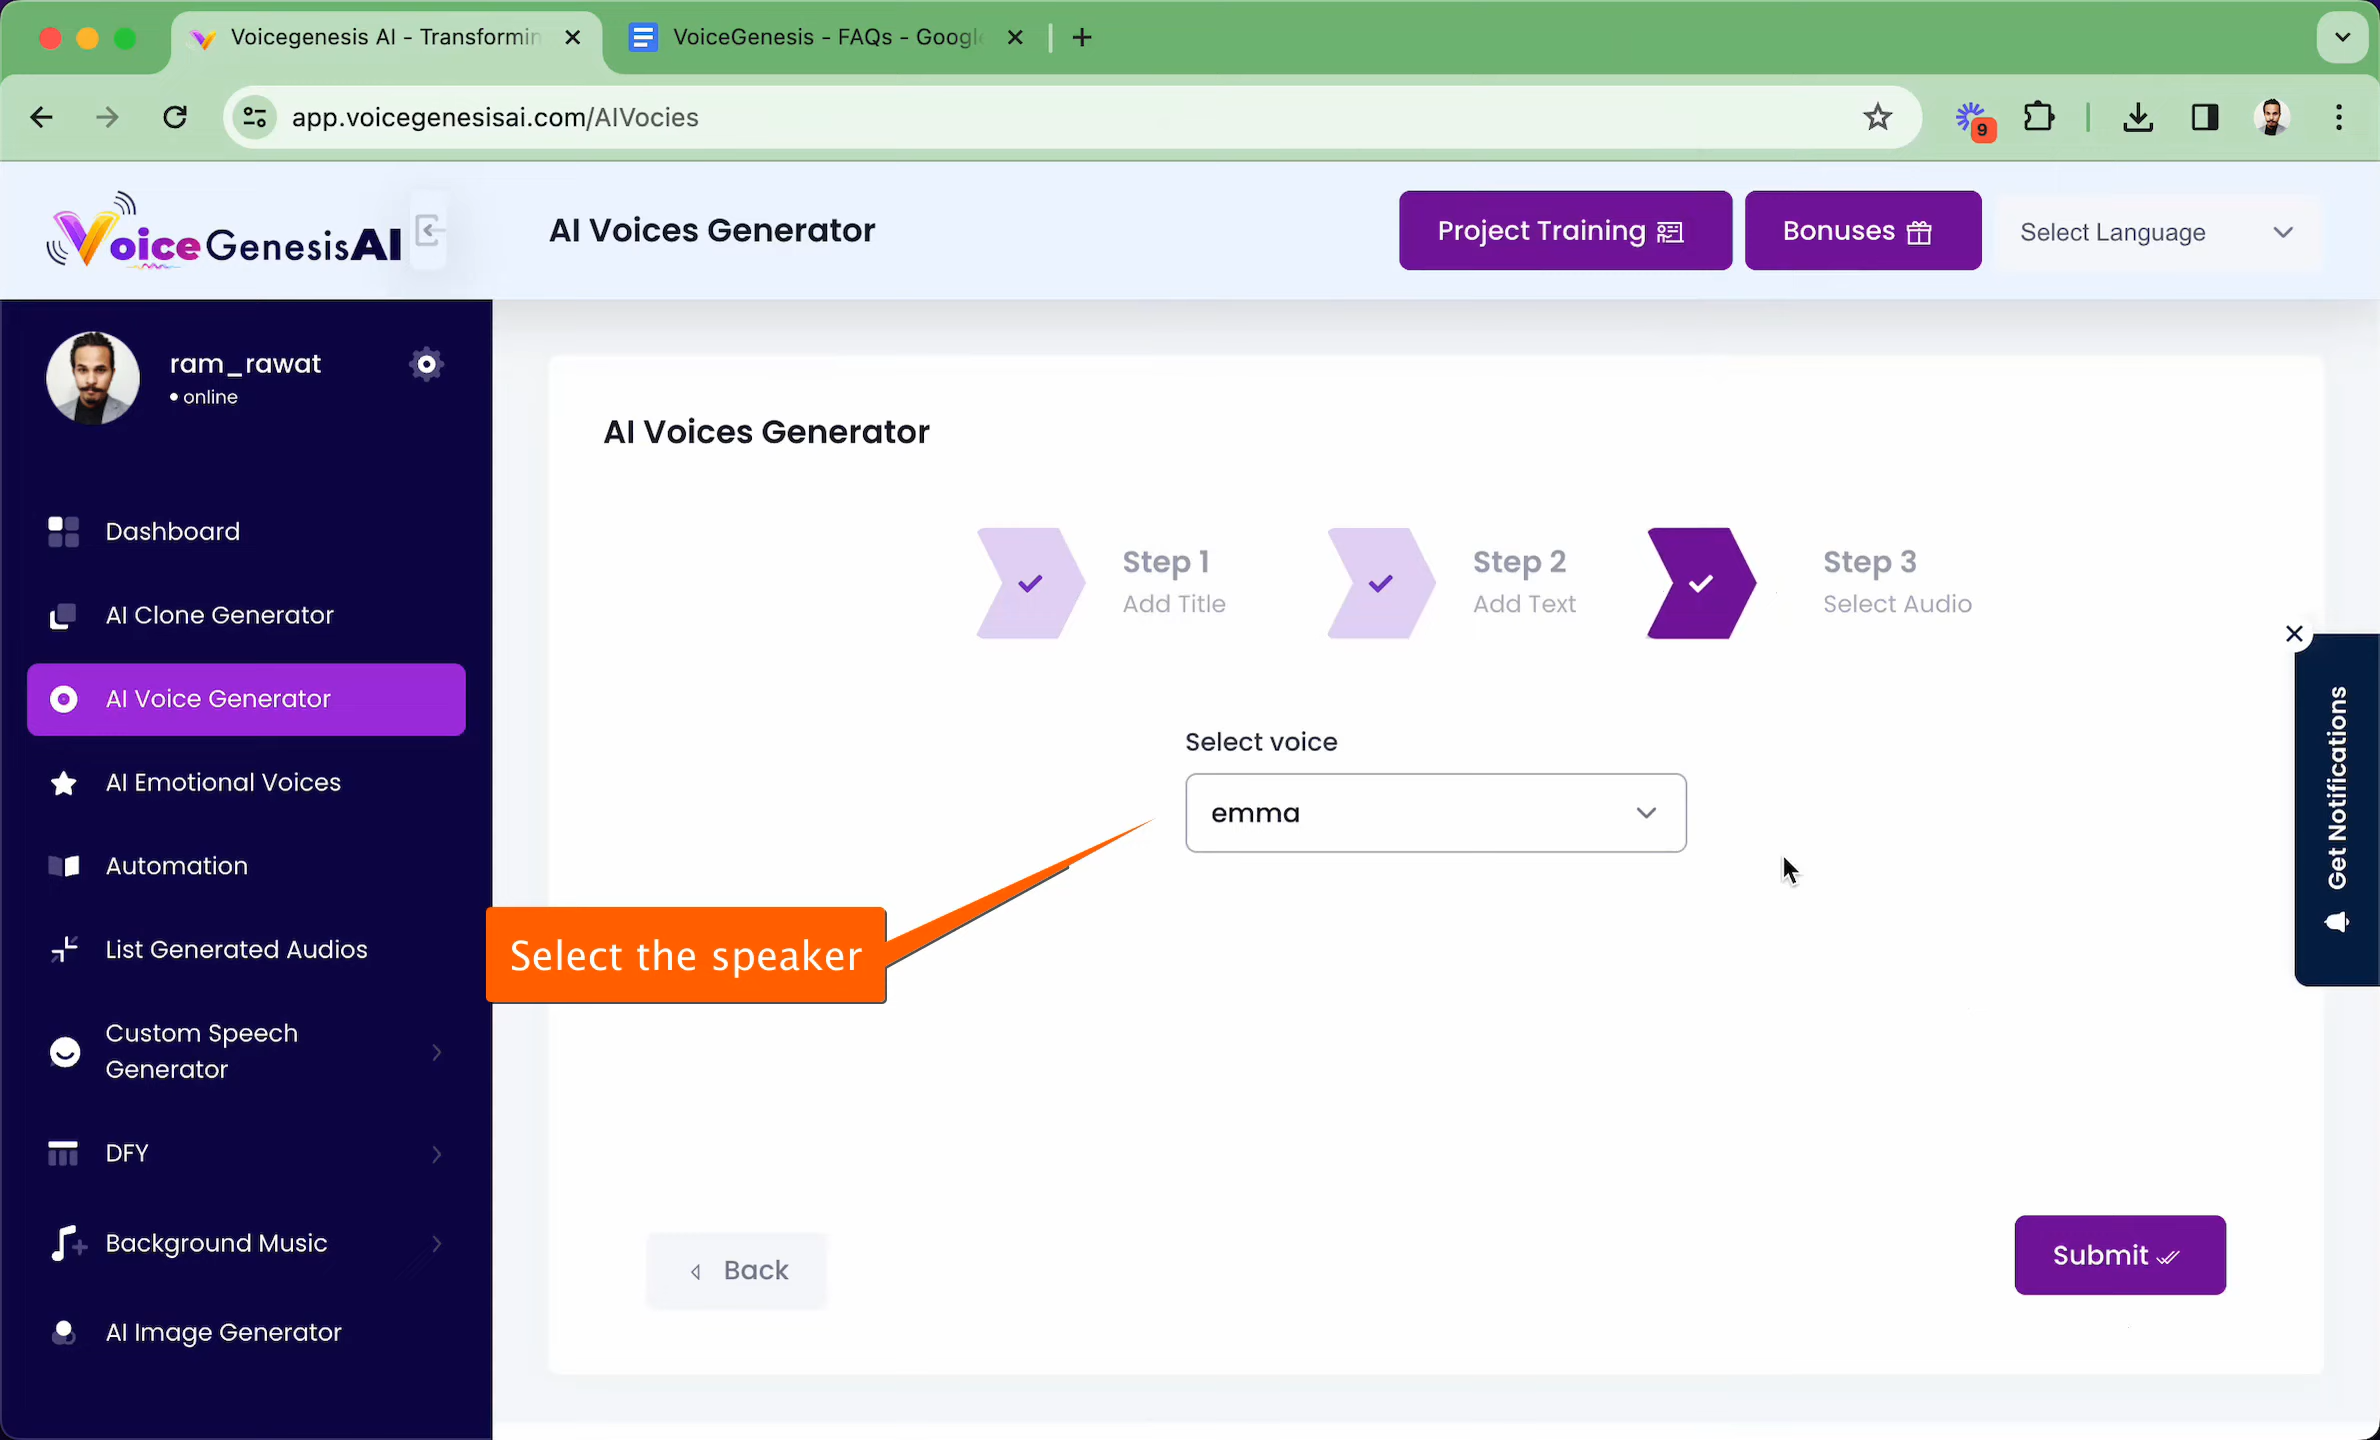 Voicegenesis AI - Transformin
VoiceGenesis - FAQs - Google
app.voicegenesisai.com/AIVocies
9
VoiceGenesisAI
AI Voices Generator
Project Training
Bonuses
Select Language
ram_rawat
online
Dashboard
AI Clone Generator
AI Voice Generator
AI Emotional Voices
Automation
List Generated Audios
Custom Speech
Generator
DFY
Background Music
AI Image Generator
AI Voices Generator
Step 1
Add Title
Step 2
Add Text
Step 3
Select Audio
Select voice
emma
Select the speaker
Back
Submit
Get Notifications